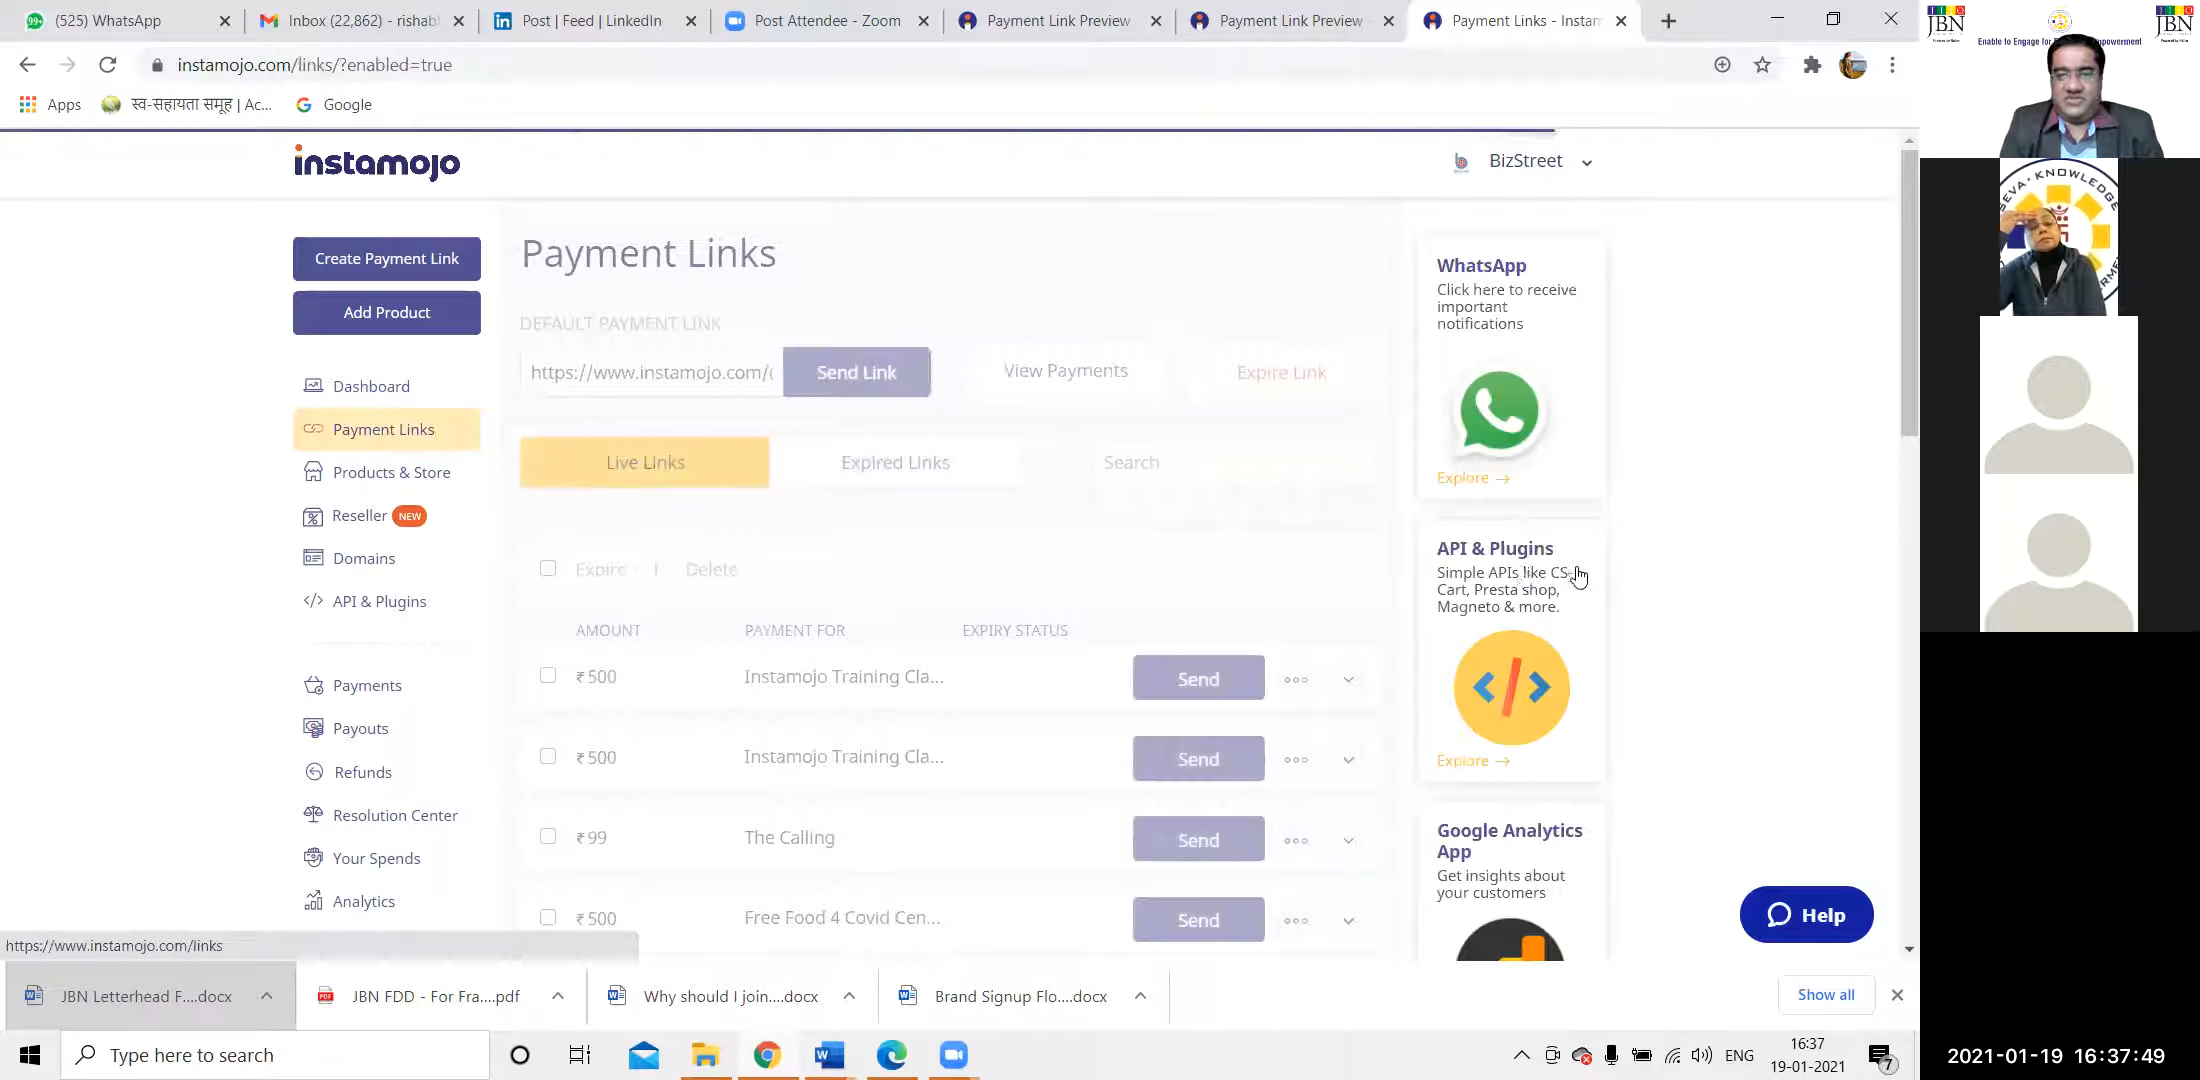 (525) WhatsApp
Inbox (22,862) - rishab
Post | Feed | LinkedIn
Post Attendee - Zoom
Payment Link Preview
Payment Link Preview
Payment Links - Instam
instamojo.com/links/?enabled=true
Apps
स्व-सहायता समूह | Ac...
Google
instamojo
BizStreet
Create Payment Link
Add Product
Dashboard
Payment Links
Products & Store
Reseller NEW
Domains
API & Plugins
Payments
Payouts
Refunds
Resolution Center
Your Spends
Analytics
Payment Links
DEFAULT PAYMENT LINK
https://www.instamojo.com/
Send Link
View Payments
Expire Link
Live Links
Expired Links
Search
Expire | Delete
AMOUNT PAYMENT FOR EXPIRY STATUS
₹ 500 Instamojo Training Cla... Send
₹ 500 Instamojo Training Cla... Send
₹ 99 The Calling Send
₹ 500 Free Food 4 Covid Cen... Send
WhatsApp
Click here to receive
important
notifications
Explore →
API & Plugins
Simple APIs like CS-
Cart, Presta shop,
Magneto & more.
Explore →
Google Analytics
App
Get insights about
your customers
Help
https://www.instamojo.com/links
JBN Letterhead F....docx
JBN FDD - For Fra....pdf
PDF
Why should I join....docx
Brand Signup Flo....docx
Show all
Type here to search
ENG
16:37
19-01-2021
7
JBN
JBN
Enable to Engage for
powerment
SEVA · KNOWLEDGE
2021-01-19 16:37:49